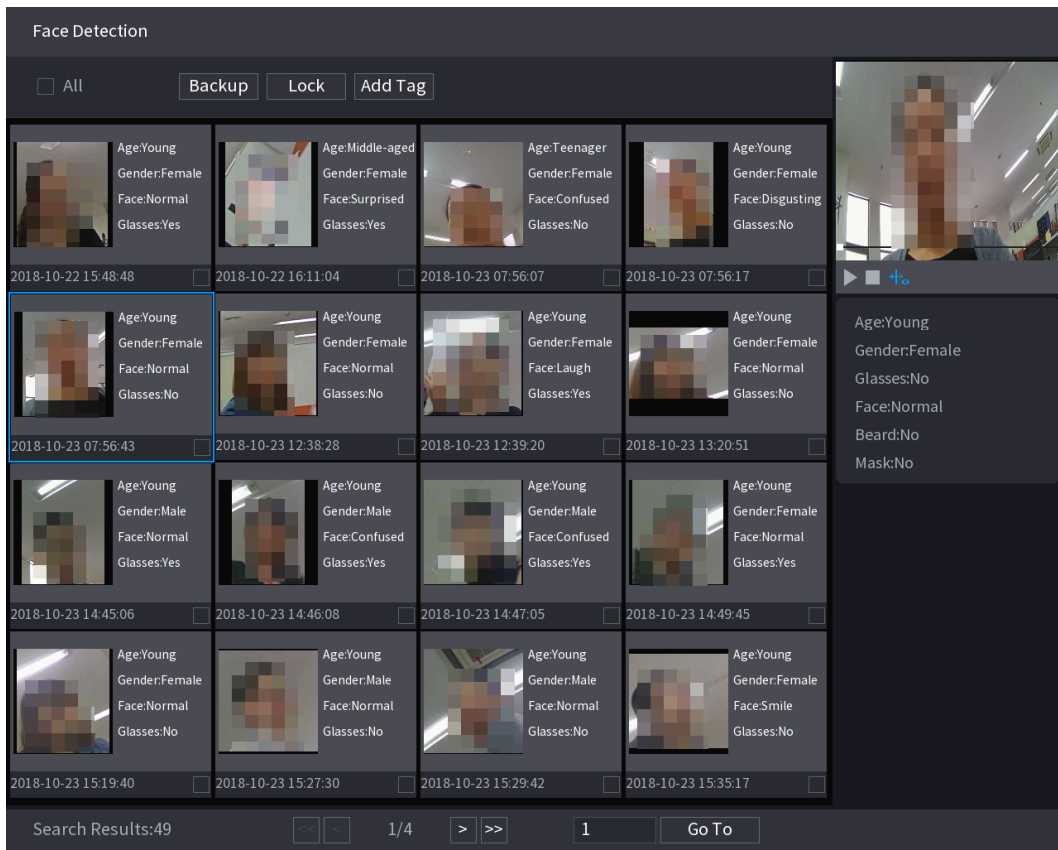 Face Detection
All
Backup
Lock
Add Tag
Age:Young
Gender:Female
Face:Normal
Glasses:Yes
2018-10-22 15:48:48
Age:Middle-aged
Gender:Female
Face:Surprised
Glasses:Yes
2018-10-22 16:11:04
Age:Teenager
Gender:Female
Face:Confused
Glasses:No
2018-10-23 07:56:07
Age:Young
Gender:Female
Face:Disgusting
Glasses:No
2018-10-23 07:56:17
Age:Young
Gender:Female
Face:Normal
Glasses:No
2018-10-23 07:56:43
Age:Young
Gender:Female
Face:Normal
Glasses:No
2018-10-23 12:38:28
Age:Young
Gender:Female
Face:Laugh
Glasses:Yes
2018-10-23 12:39:20
Age:Young
Gender:Female
Face:Normal
Glasses:No
2018-10-23 13:20:51
Age:Young
Gender:Male
Face:Normal
Glasses:Yes
2018-10-23 14:45:06
Age:Young
Gender:Male
Face:Confused
Glasses:Yes
2018-10-23 14:46:08
Age:Young
Gender:Male
Face:Confused
Glasses:Yes
2018-10-23 14:47:05
Age:Young
Gender:Female
Face:Normal
Glasses:Yes
2018-10-23 14:49:45
Age:Young
Gender:Female
Face:Normal
Glasses:No
2018-10-23 15:19:40
Age:Young
Gender:Male
Face:Normal
Glasses:No
2018-10-23 15:27:30
Age:Young
Gender:Male
Face:Normal
Glasses:No
2018-10-23 15:29:42
Age:Young
Gender:Female
Face:Smile
Glasses:No
2018-10-23 15:35:17
Age:Young
Gender:Female
Glasses:No
Face:Normal
Beard:No
Mask:No
Search Results:49
<< < 1/4 > >> 1 Go To